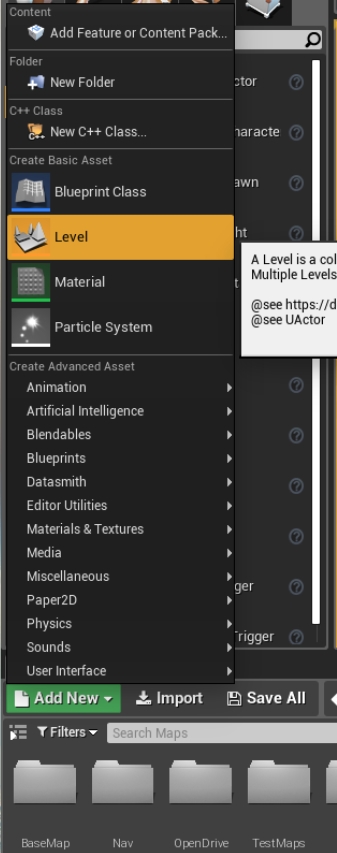 Content
Add Feature or Content Pack...
Folder
New Folder
C++ Class
New C++ Class...
Create Basic Asset
Blueprint Class
Level
Material
Particle System
Create Advanced Asset
Animation
Artificial Intelligence
Blendables
Blueprints
Datasmith
Editor Utilities
Materials & Textures
Media
Miscellaneous
Paper2D
Physics
Sounds
User Interface
ctor
haracte
awn
ht
A Level is a col
Multiple Levels
@see https://d
@see UActor
ger
Trigger
Add New Import Save All
Filters Search Maps
BaseMap Nav OpenDrive TestMaps